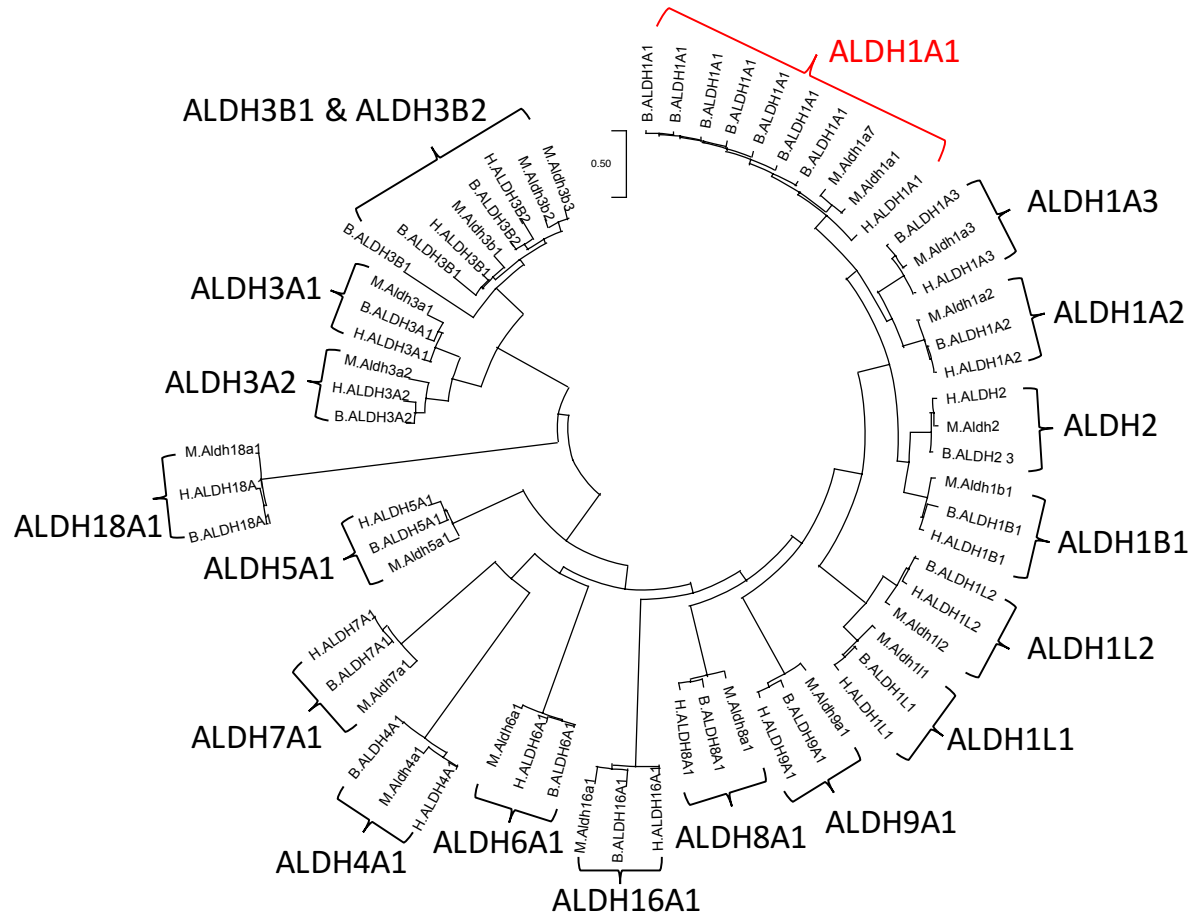 ALDH1A1
B.ALDH1A1
B.ALDH1A1
B.ALDH1A1
B.ALDH1A1
B.ALDH1A1
B.ALDH1A1
B.ALDH1A1
M.Aldh1a7
M.Aldh1a1
H.ALDH1A1
ALDH1A3
B.ALDH1A3
M.Aldh1a3
H.ALDH1A3
ALDH1A2
M.Aldh1a2
B.ALDH1A2
H.ALDH1A2
ALDH2
H.ALDH2
M.Aldh2
B.ALDH2 3
ALDH1B1
M.Aldh1b1
B.ALDH1B1
H.ALDH1B1
ALDH1L2
B.ALDH1L2
H.ALDH1L2
M.Aldh1l2
ALDH1L1
M.Aldh1l1
B.ALDH1L1
H.ALDH1L1
ALDH9A1
M.Aldh9a1
B.ALDH9A1
H.ALDH9A1
ALDH8A1
M.Aldh8a1
B.ALDH8A1
H.ALDH8A1
ALDH16A1
H.ALDH16A1
B.ALDH16A1
M.Aldh16a1
ALDH6A1
B.ALDH6A1
H.ALDH6A1
M.Aldh6a1
ALDH4A1
H.ALDH4A1
M.Aldh4a1
B.ALDH4A1
ALDH7A1
M.Aldh7a1
B.ALDH7A1
H.ALDH7A1
ALDH5A1
M.Aldh5a1
B.ALDH5A1
H.ALDH5A1
ALDH18A1
B.ALDH18A1
H.ALDH18A1
M.Aldh18a1
ALDH3A2
B.ALDH3A2
H.ALDH3A2
M.Aldh3a2
ALDH3A1
H.ALDH3A1
B.ALDH3A1
M.Aldh3a1
ALDH3B1 & ALDH3B2
B.ALDH3B1
B.ALDH3B1
H.ALDH3B1
M.Aldh3b1
B.ALDH3B2
H.ALDH3B2
M.Aldh3b2
M.Aldh3b3
0.50